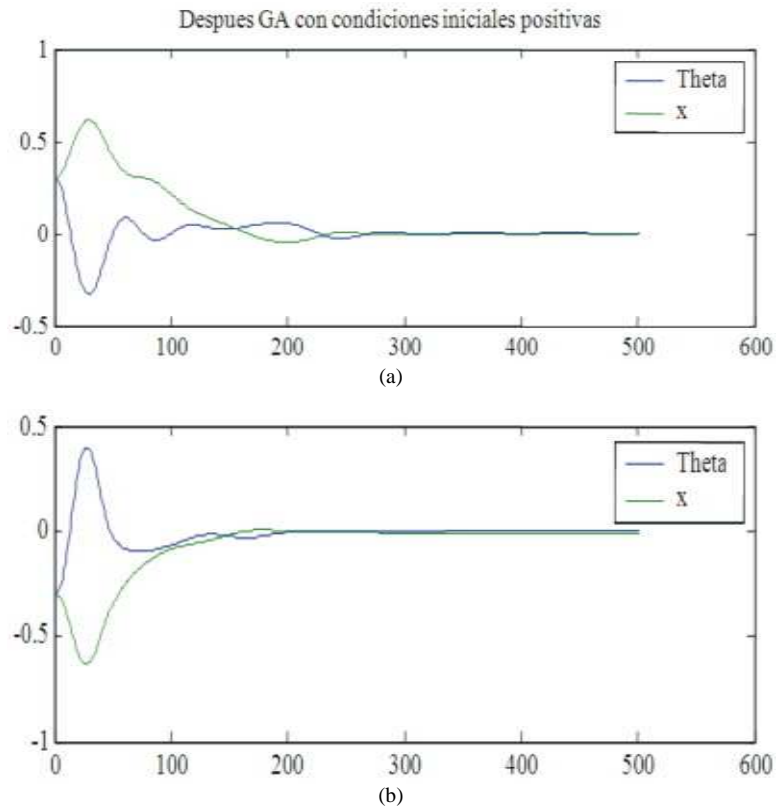 Despues GA con condiciones iniciales positivas
1
0.5
0
-0.5
Theta
x
0 100 200 300 400 500 600
(a)
0.5
0
-0.5
-1
Theta
x
0 100 200 300 400 500 600
(b)